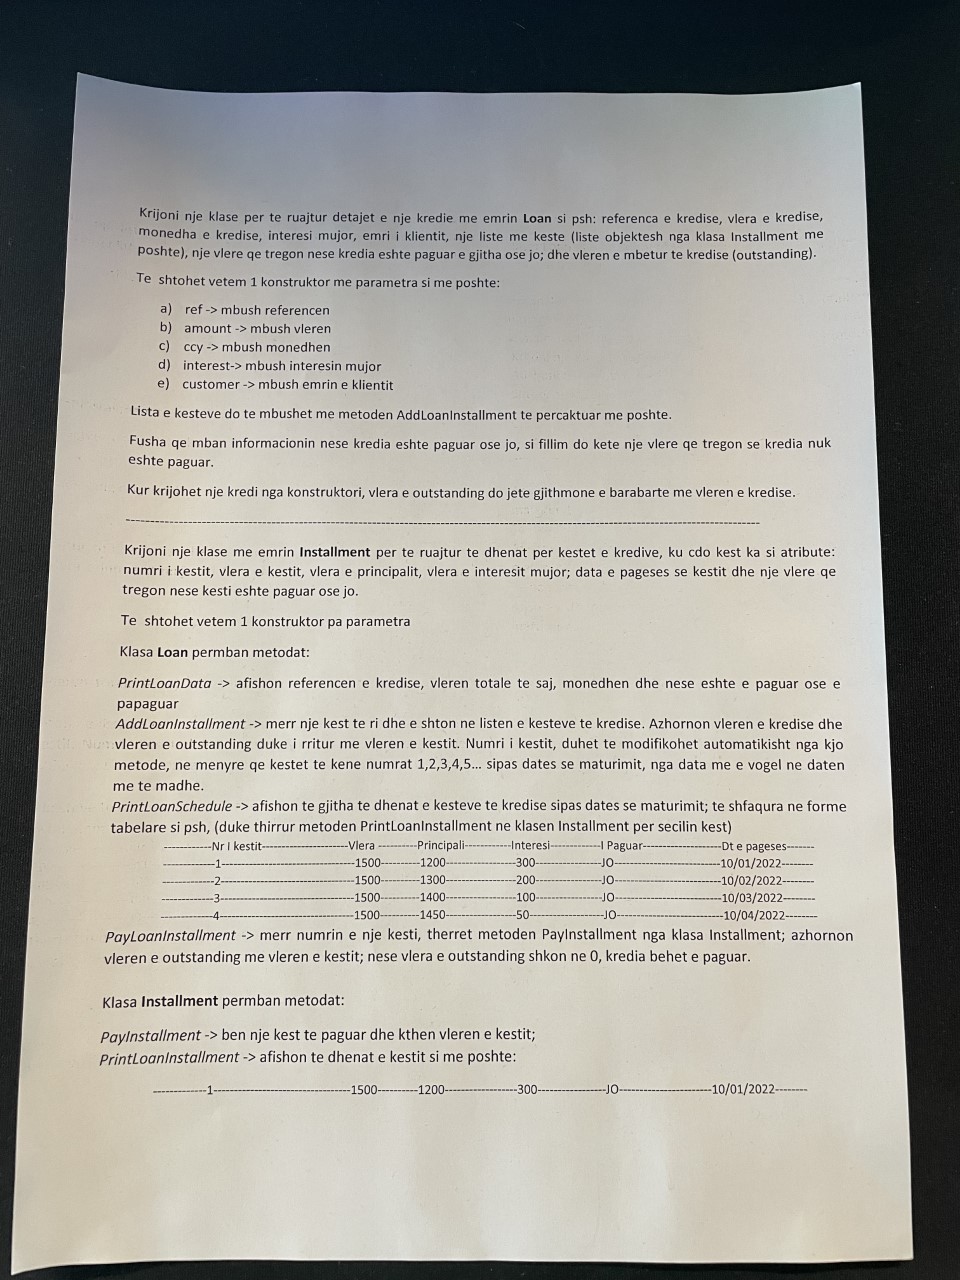 Krijoni nje klase per te ruajtur detajet e nje kredie me emrin Loan si psh: referenca e kredise, vlera e kredise,
monedha e kredise, interesi mujor, emri i klientit, nje liste me keste (liste objektesh nga klasa Installment me
poshte), nje vlere qe tregon nese kredia eshte paguar e gjitha ose jo; dhe vleren e mbetur te kredise (outstanding).
Te shtohet vetem 1 konstruktor me parametra si me poshte:
a) ref -> mbush referencen
b) amount -> mbush vleren
c) ccy -> mbush monedhen
d) interest-> mbush interesin mujor
e) customer -> mbush emrin e klientit
Lista e kesteve do te mbushet me metoden AddLoanInstallment te percaktuar me poshte.
Fusha qe mban informacionin nese kredia eshte paguar ose jo, si fillim do kete nje vlere qe tregon se kredia nuk
eshte paguar.
Kur krijohet nje kredi nga konstruktori, vlera e outstanding do jete gjithmone e barabarte me vleren e kredise.
------------------------------------------------------------------------------------------------------------------------
Krijoni nje klase me emrin Installment per te ruajtur te dhenat per kestet e kredive, ku cdo kest ka si atribute:
numri i kestit, vlera e kestit, vlera e principalit, vlera e interesit mujor; data e pageses se kestit dhe nje vlere qe
tregon nese kesti eshte paguar ose jo.
Te shtohet vetem 1 konstruktor pa parametra
Klasa Loan permban metodat:
PrintLoanData -> afishon referencen e kredise, vleren totale te saj, monedhen dhe nese eshte e paguar ose e
papaguar
AddLoanInstallment -> merr nje kest te ri dhe e shton ne listen e kesteve te kredise. Azhornon vleren e kredise dhe
vleren e outstanding duke i rritur me vleren e kestit. Numri i kestit, duhet te modifikohet automatikisht nga kjo
metode, ne menyre qe kestet te kene numrat 1,2,3,4,5... sipas dates se maturimit, nga data me e vogel ne daten
me te madhe.
PrintLoanSchedule -> afishon te gjitha te dhenat e kesteve te kredise sipas dates se maturimit; te shfaqura ne forme
tabelare si psh, (duke thirrur metoden PrintLoanInstallment ne klasen Installment per secilin kest)
-----------Nr I kestit-------------------Vlera ---------Principali----------Interesi-----------I Paguar-----------------Dt e pageses------
------------1------------------------------1500---------1200---------------300--------------JO-----------------------10/01/2022-------
------------2------------------------------1500---------1300---------------200--------------JO-----------------------10/02/2022-------
------------3------------------------------1500---------1400---------------100--------------JO-----------------------10/03/2022-------
------------4------------------------------1500---------1450---------------50---------------JO-----------------------10/04/2022-------
PayLoanInstallment -> merr numrin e nje kesti, therret metoden PayInstallment nga klasa Installment; azhornon
vleren e outstanding me vleren e kestit; nese vlera e outstanding shkon ne 0, kredia behet e paguar.
Klasa Installment permban metodat:
PayInstallment -> ben nje kest te paguar dhe kthen vleren e kestit;
PrintLoanInstallment -> afishon te dhenat e kestit si me poshte:
------------1------------------------------1500---------1200----------------300---------------JO--------------------10/01/2022-------